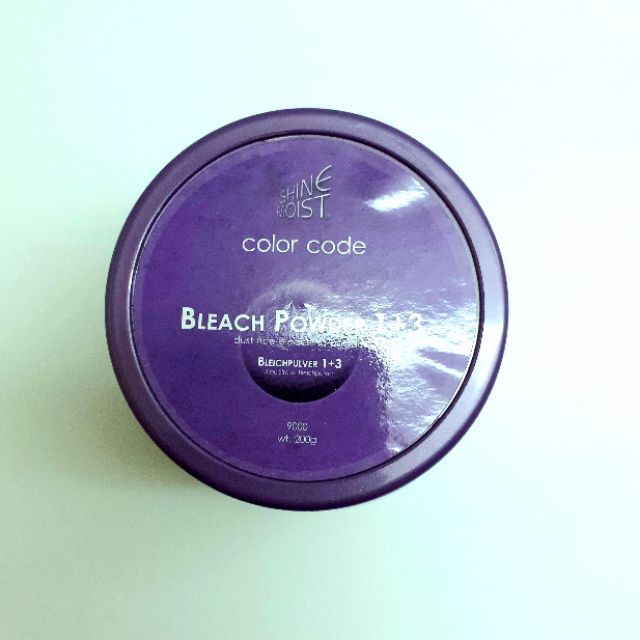 SHINE
MOIST
color code
BLEACH POWDER 1+3
BLEICHPULVER 1+3
9000
wt. 200g